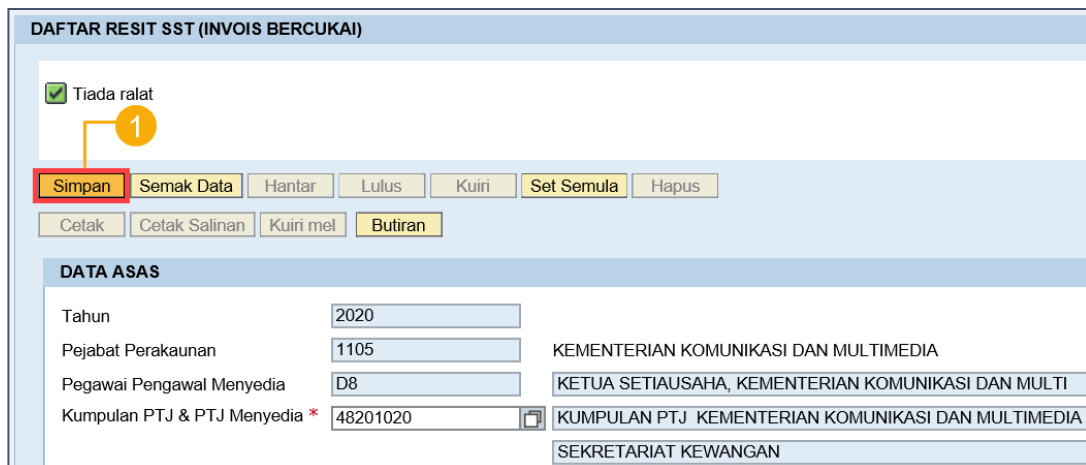 DAFTAR RESIT SST (INVOIS BERCUKAI)
Tiada ralat
1
Simpan Semak Data Hantar Lulus Kuiri Set Semula Hapus
Cetak Cetak Salinan Kuiri mel Butiran
DATA ASAS
Tahun 2020
Pejabat Perakaunan 1105 KEMENTERIAN KOMUNIKASI DAN MULTIMEDIA
Pegawai Pengawal Menyedia D8 KETUA SETIAUSAHA, KEMENTERIAN KOMUNIKASI DAN MULTI
Kumpulan PTJ & PTJ Menyedia * 48201020 KUMPULAN PTJ KEMENTERIAN KOMUNIKASI DAN MULTIMEDIA
SEKRETARIAT KEWANGAN